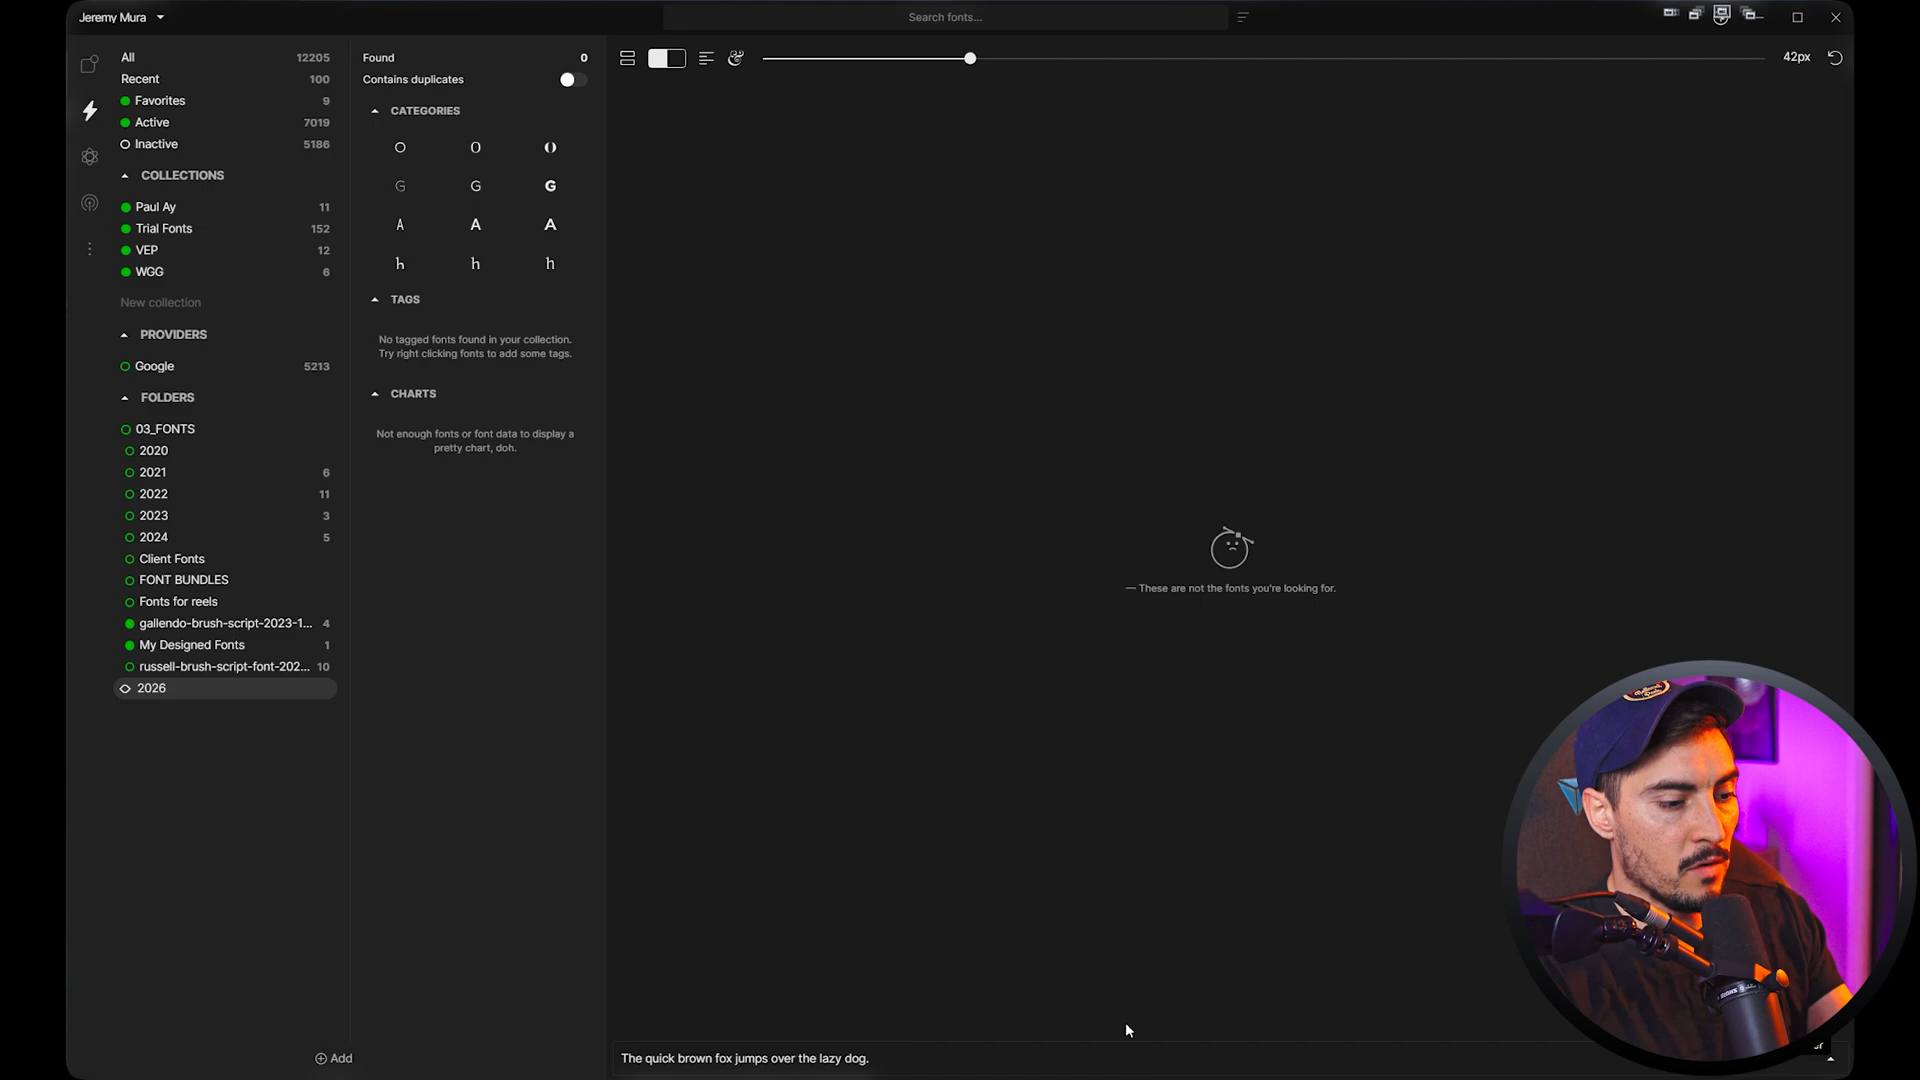 Jeremy Mura
Search fonts...
All 12205
Recent 100
Favorites 9
Active 7019
Inactive 5186
COLLECTIONS
Paul Ay 11
Trial Fonts 152
VEP 12
WGG 6
New collection
PROVIDERS
Google 5213
FOLDERS
03_FONTS
2020
2021 6
2022 11
2023 3
2024 5
Client Fonts
FONT BUNDLES
Fonts for reels
gallendo-brush-script-2023-1... 4
My Designed Fonts 1
russell-brush-script-font-202... 10
2026
Add
Found 0
Contains duplicates
CATEGORIES
O O O
G G G
A A A
h h h
TAGS
No tagged fonts found in your collection.
Try right clicking fonts to add some tags.
CHARTS
Not enough fonts or font data to display a
pretty chart, doh.
42px
— These are not the fonts you're looking for.
The quick brown fox jumps over the lazy dog.